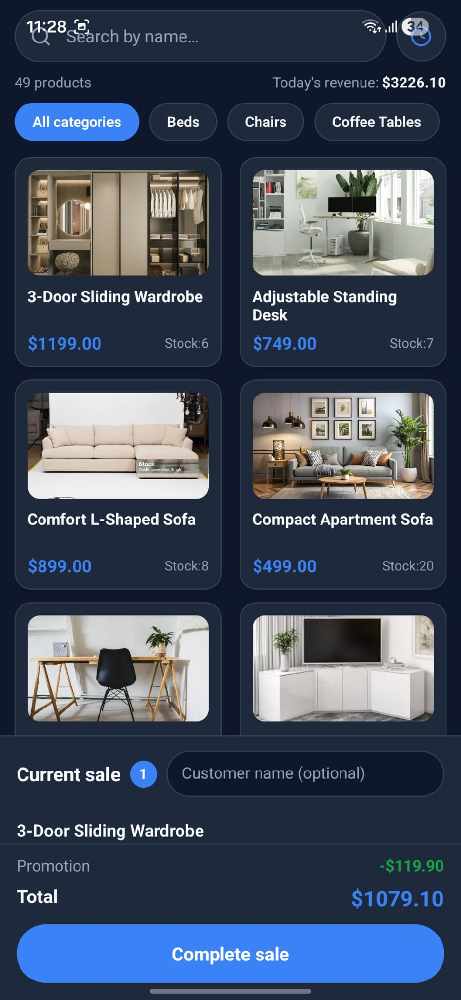 11:28
34
Search by name...
49 products
Today's revenue: $3226.10
All categories
Beds
Chairs
Coffee Tables
3-Door Sliding Wardrobe
$1199.00
Stock:6
Adjustable Standing
Desk
$749.00
Stock:7
iStock
Credit: Jaswinder Singh
Comfort L-Shaped Sofa
$899.00
Stock:8
Compact Apartment Sofa
$499.00
Stock:20
Current sale
1
Customer name (optional)
3-Door Sliding Wardrobe
Promotion
-$119.90
Total
$1079.10
Complete sale